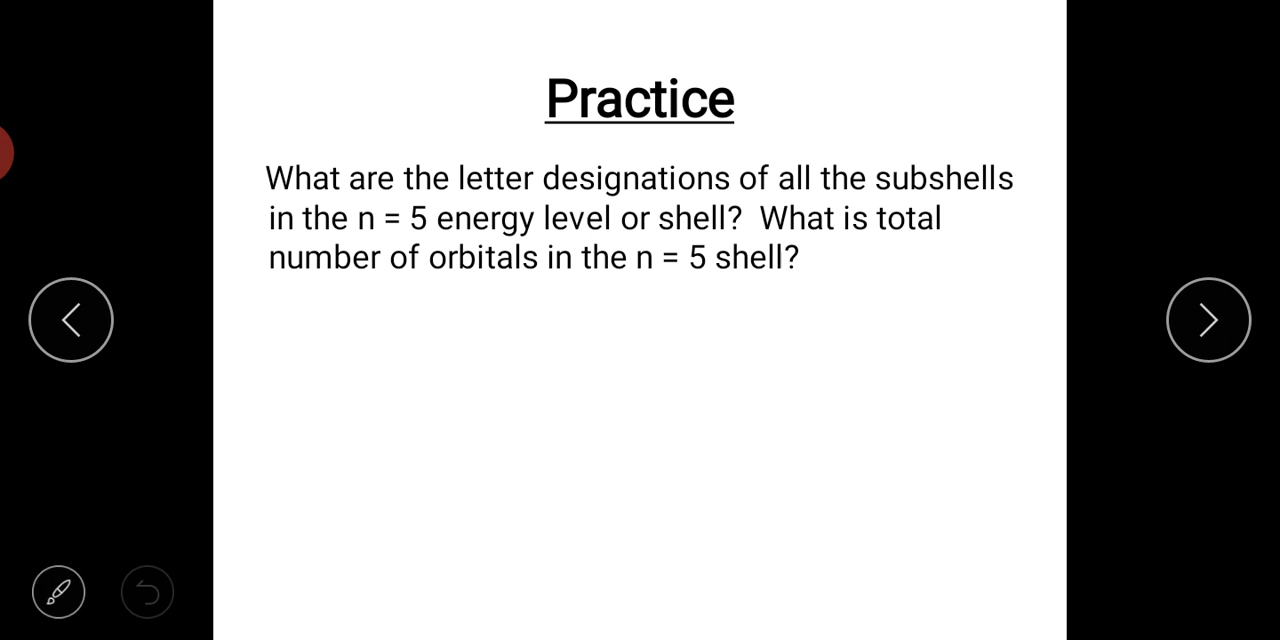 Practice
What are the letter designations of all the subshells
in the n = 5 energy level or shell?  What is total
number of orbitals in the n = 5 shell?